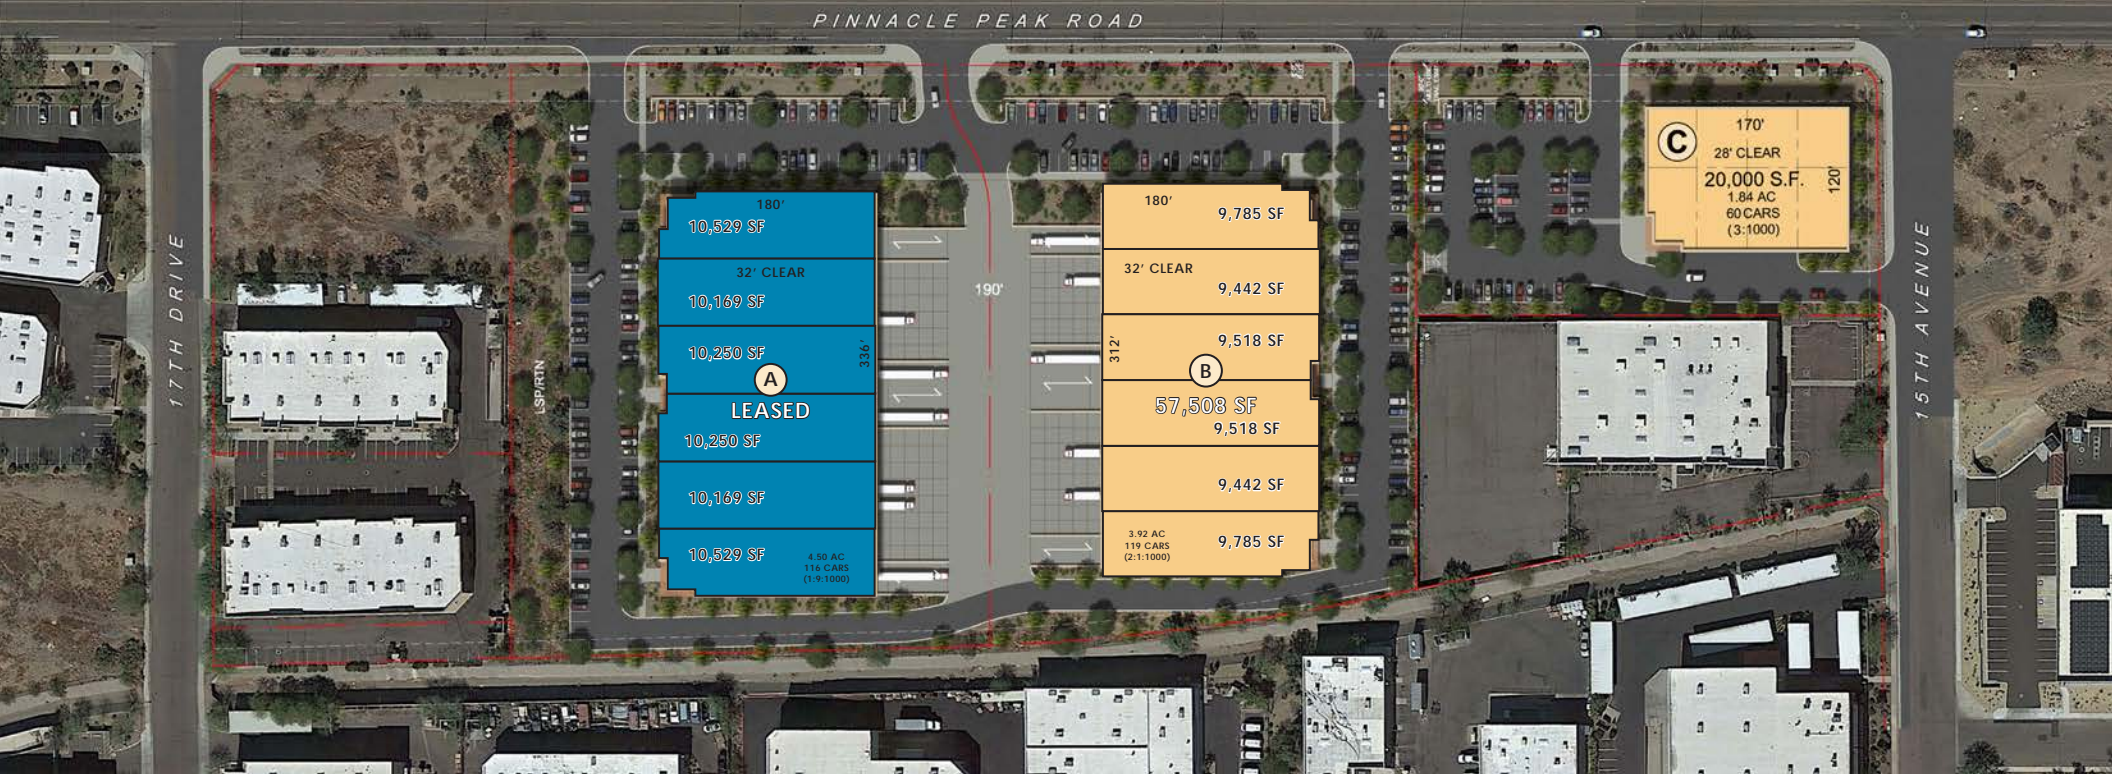 PINNACLE PEAK ROAD
17TH DRIVE
LSP/RTN
180'
10,529 SF
32' CLEAR
10,169 SF
10,250 SF
336'
A
LEASED
10,250 SF
10,169 SF
10,529 SF
4.50 AC
116 CARS
(1:9:1000)
190'
180'
9,785 SF
32' CLEAR
9,442 SF
312'
9,518 SF
B
57,508 SF
9,518 SF
9,442 SF
3.92 AC
119 CARS
(2:1:1000)
9,785 SF
C
170'
28' CLEAR
20,000 S.F.
1.84 AC
60 CARS
(3:1000)
120'
15TH AVENUE